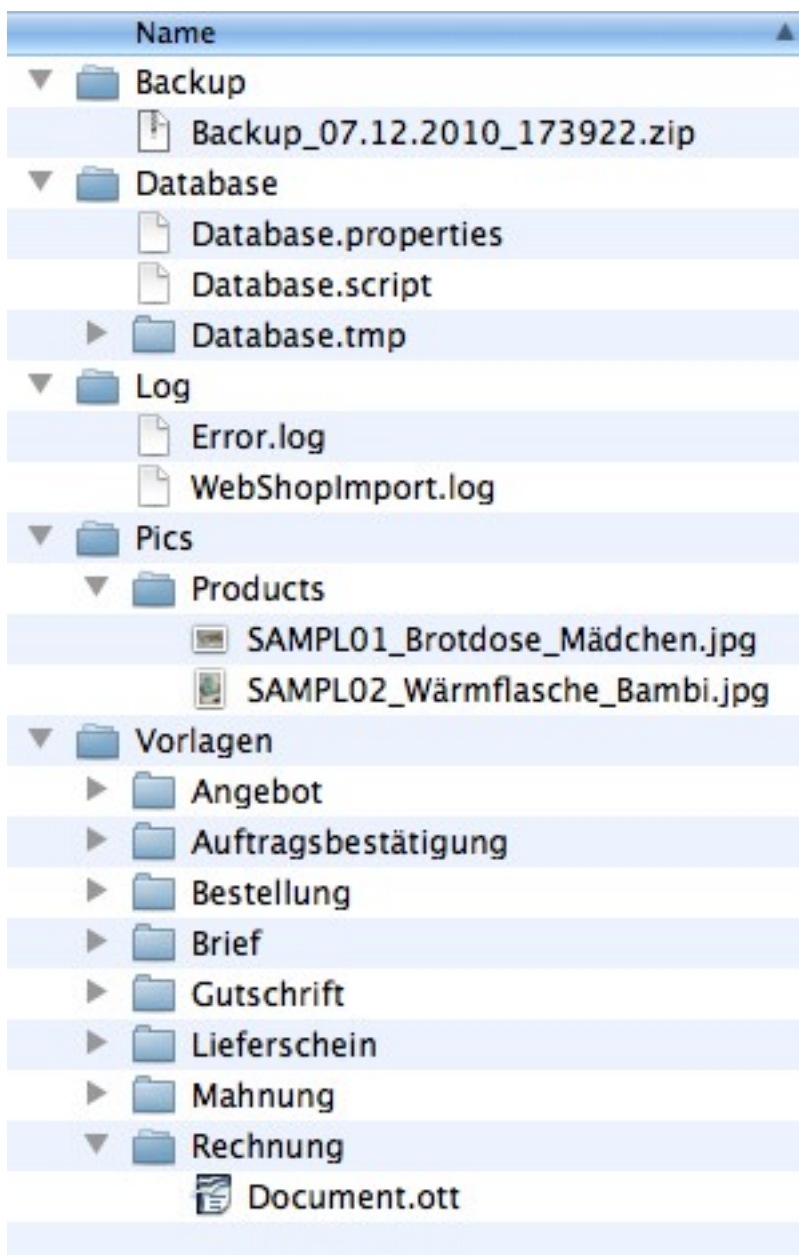 Name
Backup
Backup_07.12.2010_173922.zip
Database
Database.properties
Database.script
Database.tmp
Log
Error.log
WebShopImport.log
Pics
Products
SAMPL01_Brotdose_Mädchen.jpg
SAMPL02_Wärmflasche_Bambi.jpg
Vorlagen
Angebot
Auftragsbestätigung
Bestellung
Brief
Gutschrift
Lieferschein
Mahnung
Rechnung
Document.ott